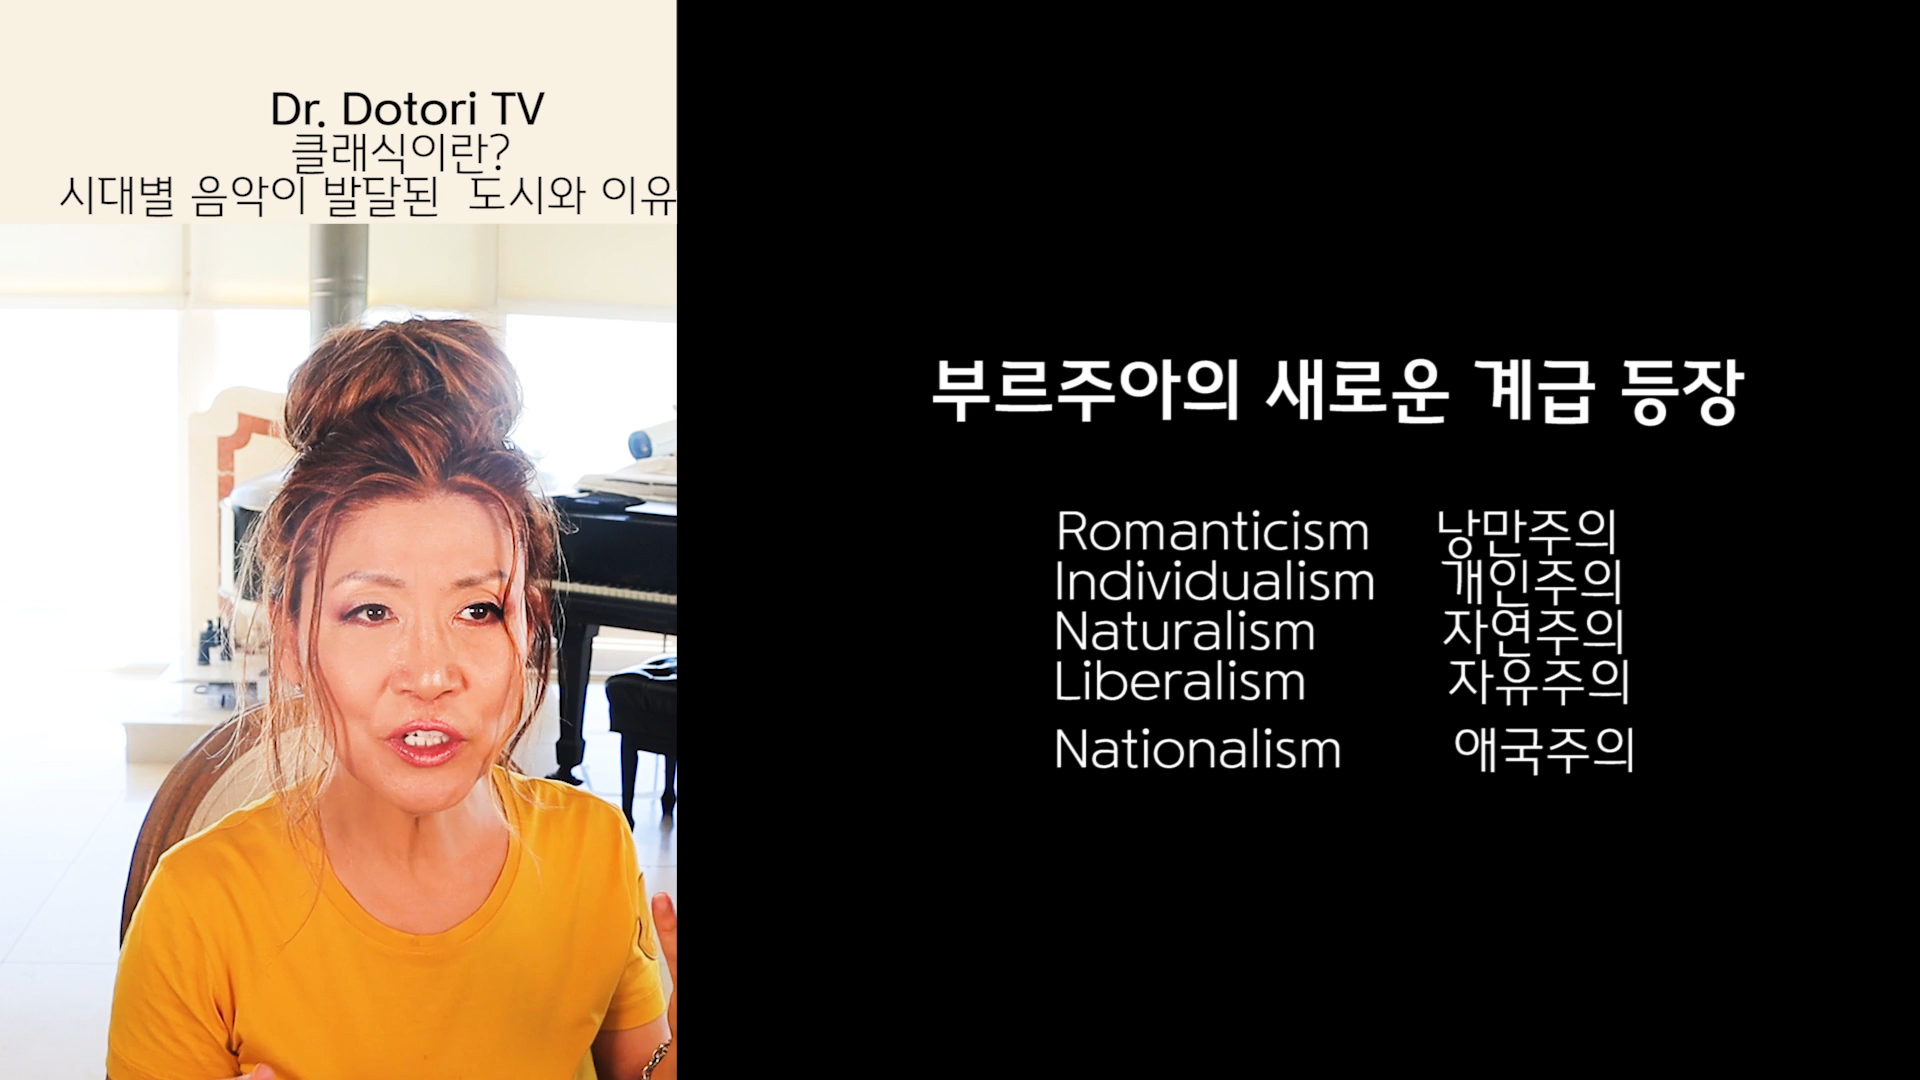 Dr. Dotori TV
클래식이란?
시대별 음악이 발달된 도시와 이유
부르주아의 새로운 계급 등장
Romanticism 낭만주의
Individualism 개인주의
Naturalism 자연주의
Liberalism 자유주의
Nationalism 애국주의